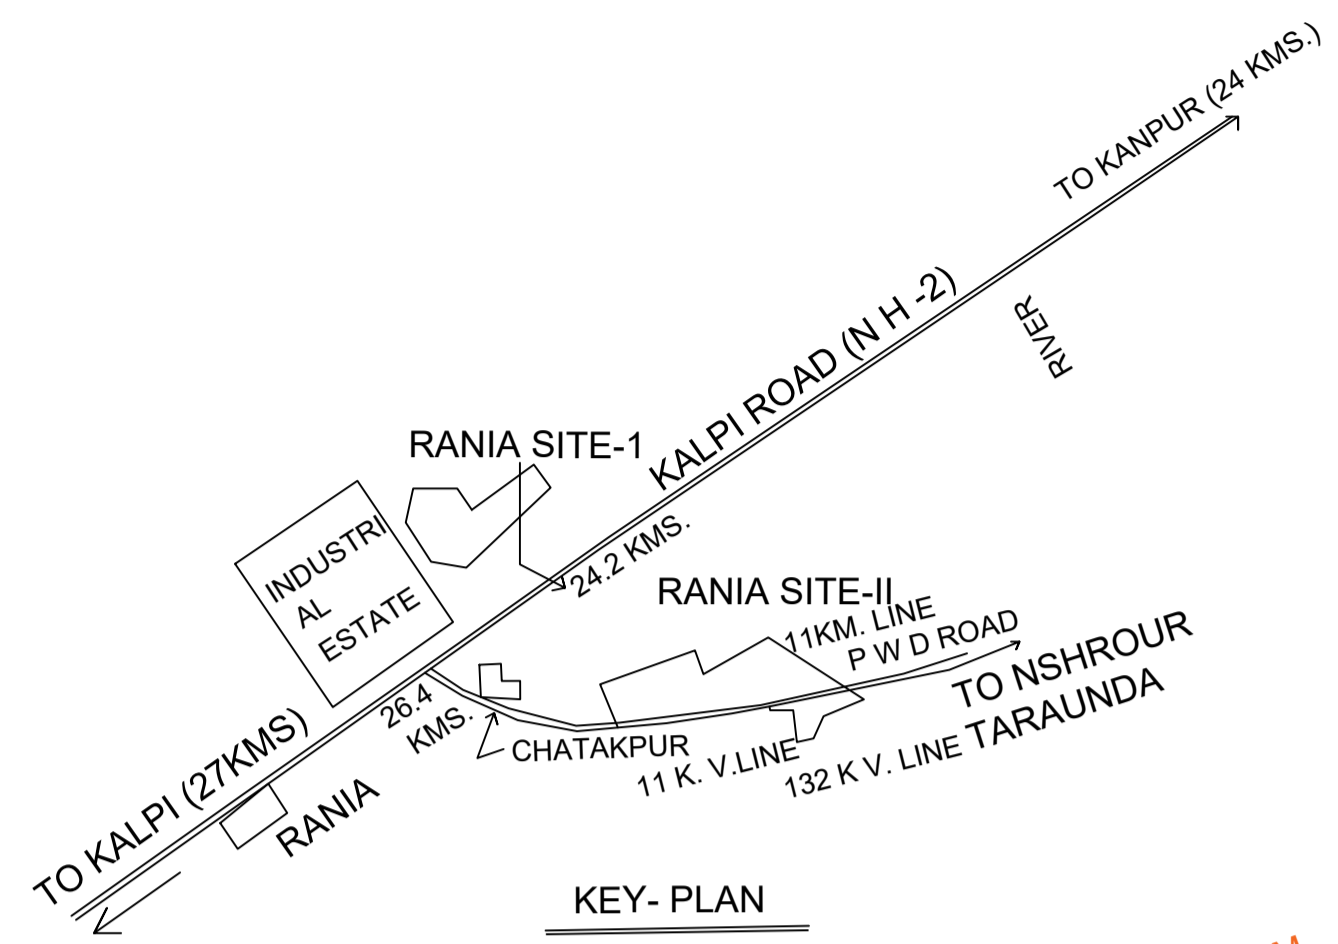 TO KANPUR (24 KMS.)
KALPI ROAD (N H -2)
RIVER
RANIA SITE-1
24.2 KMS.
INDUSTRI
AL
ESTATE
RANIA SITE-II
11KM. LINE
P W D ROAD
TO NSHROUR
TARAUNDA
26.4
KMS.
CHATAKPUR
11 K. V.LINE
132 K V. LINE
TO KALPI (27KMS)
RANIA
KEY- PLAN